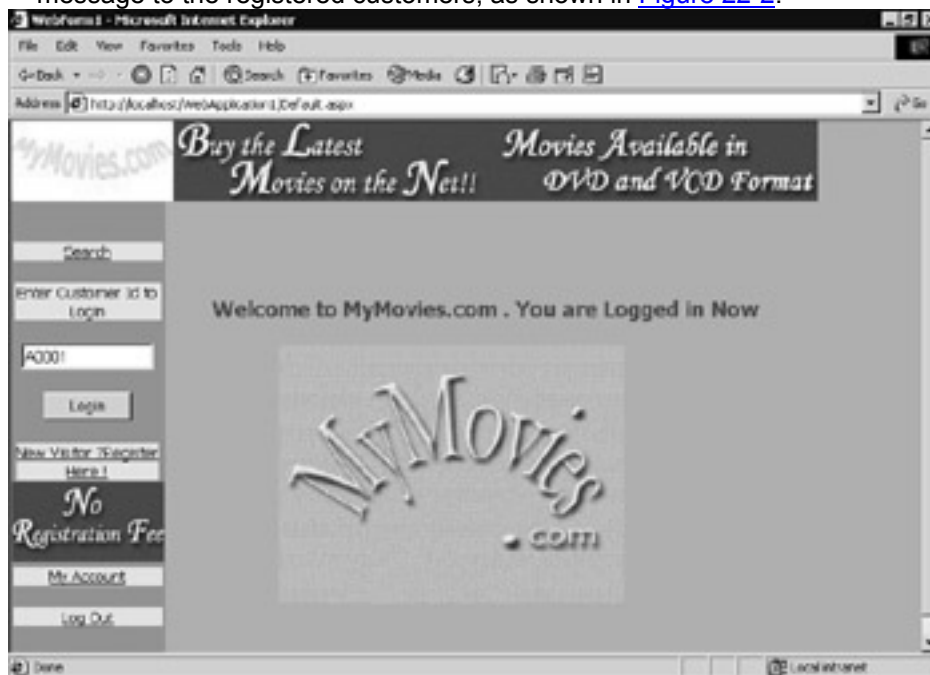 message to the registered customers, as shown in Figure 22-2.
WebForm1 - Microsoft Internet Explorer
File Edit View Favorites Tools Help
Back Search Favorites Media
Address http://localhost/WebApplication1/Default.aspx Go
MyMovies.com
Buy the Latest
Movies on the Net!!
Movies Available in
DVD and VCD Format
Search
Enter Customer Id to
Login
A0001
Login
New Visitor ?Register
Here !
No
Registration Fee
My Account
Log Out
Welcome to MyMovies.com . You are Logged in Now
MyMovies
.com
Done
Local intranet